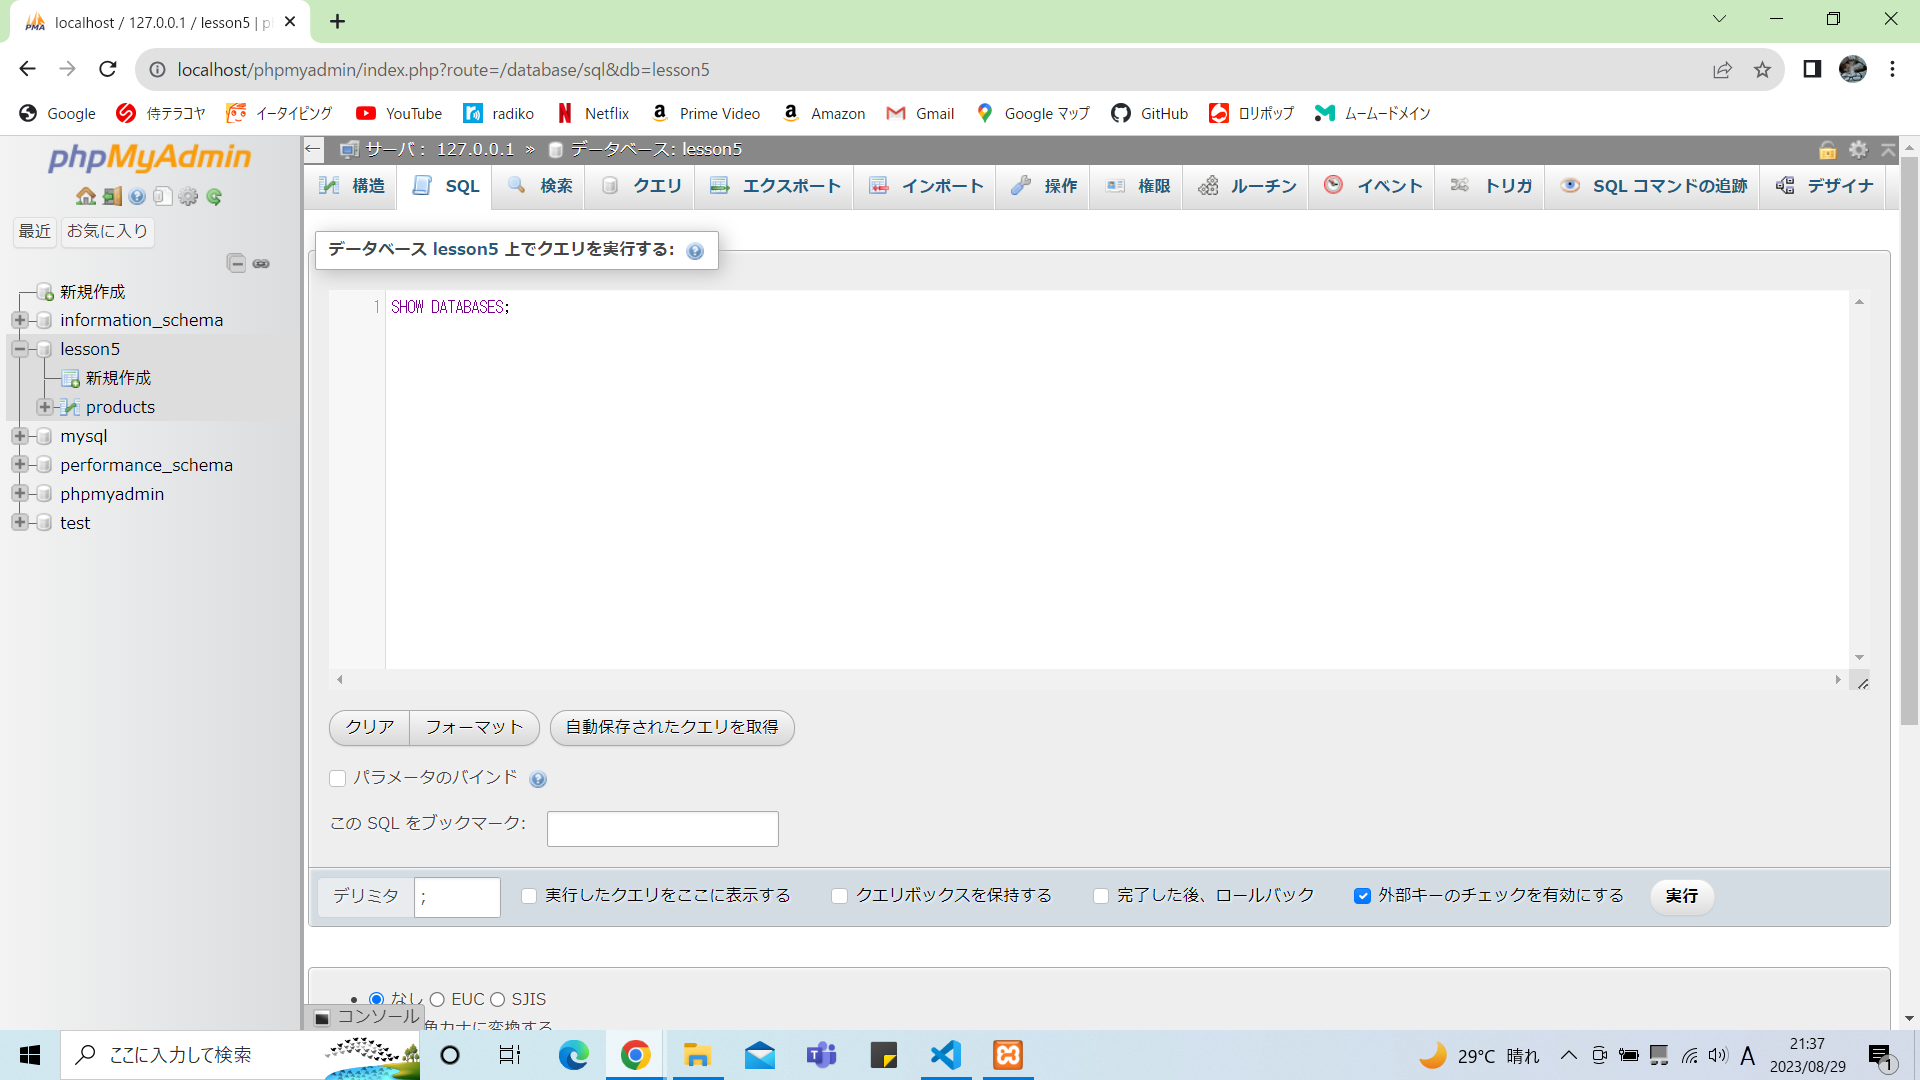 localhost / 127.0.0.1 / lesson5 | p
localhost/phpmyadmin/index.php?route=/database/sql&db=lesson5
Google 侍テラコヤ イータイピング YouTube radiko Netflix Prime Video Amazon Gmail Google マップ GitHub ロリポップ ムームードメイン
phpMyAdmin
最近 お気に入り
新規作成
information_schema
lesson5
新規作成
products
mysql
performance_schema
phpmyadmin
test
サーバ: 127.0.0.1 » データベース: lesson5
構造 SQL 検索 クエリ エクスポート インポート 操作 権限 ルーチン イベント トリガ SQL コマンドの追跡 デザイナ
データベース lesson5 上でクエリを実行する:
1 SHOW DATABASES;
クリア フォーマット 自動保存されたクエリを取得
パラメータのバインド
この SQL をブックマーク:
デリミタ ; 実行したクエリをここに表示する クエリボックスを保持する 完了した後、ロールバック 外部キーのチェックを有効にする 実行
なし EUC SJIS
コンソール 角カナに変換する
ここに入力して検索
29°C 晴れ A 21:37
2023/08/29 1